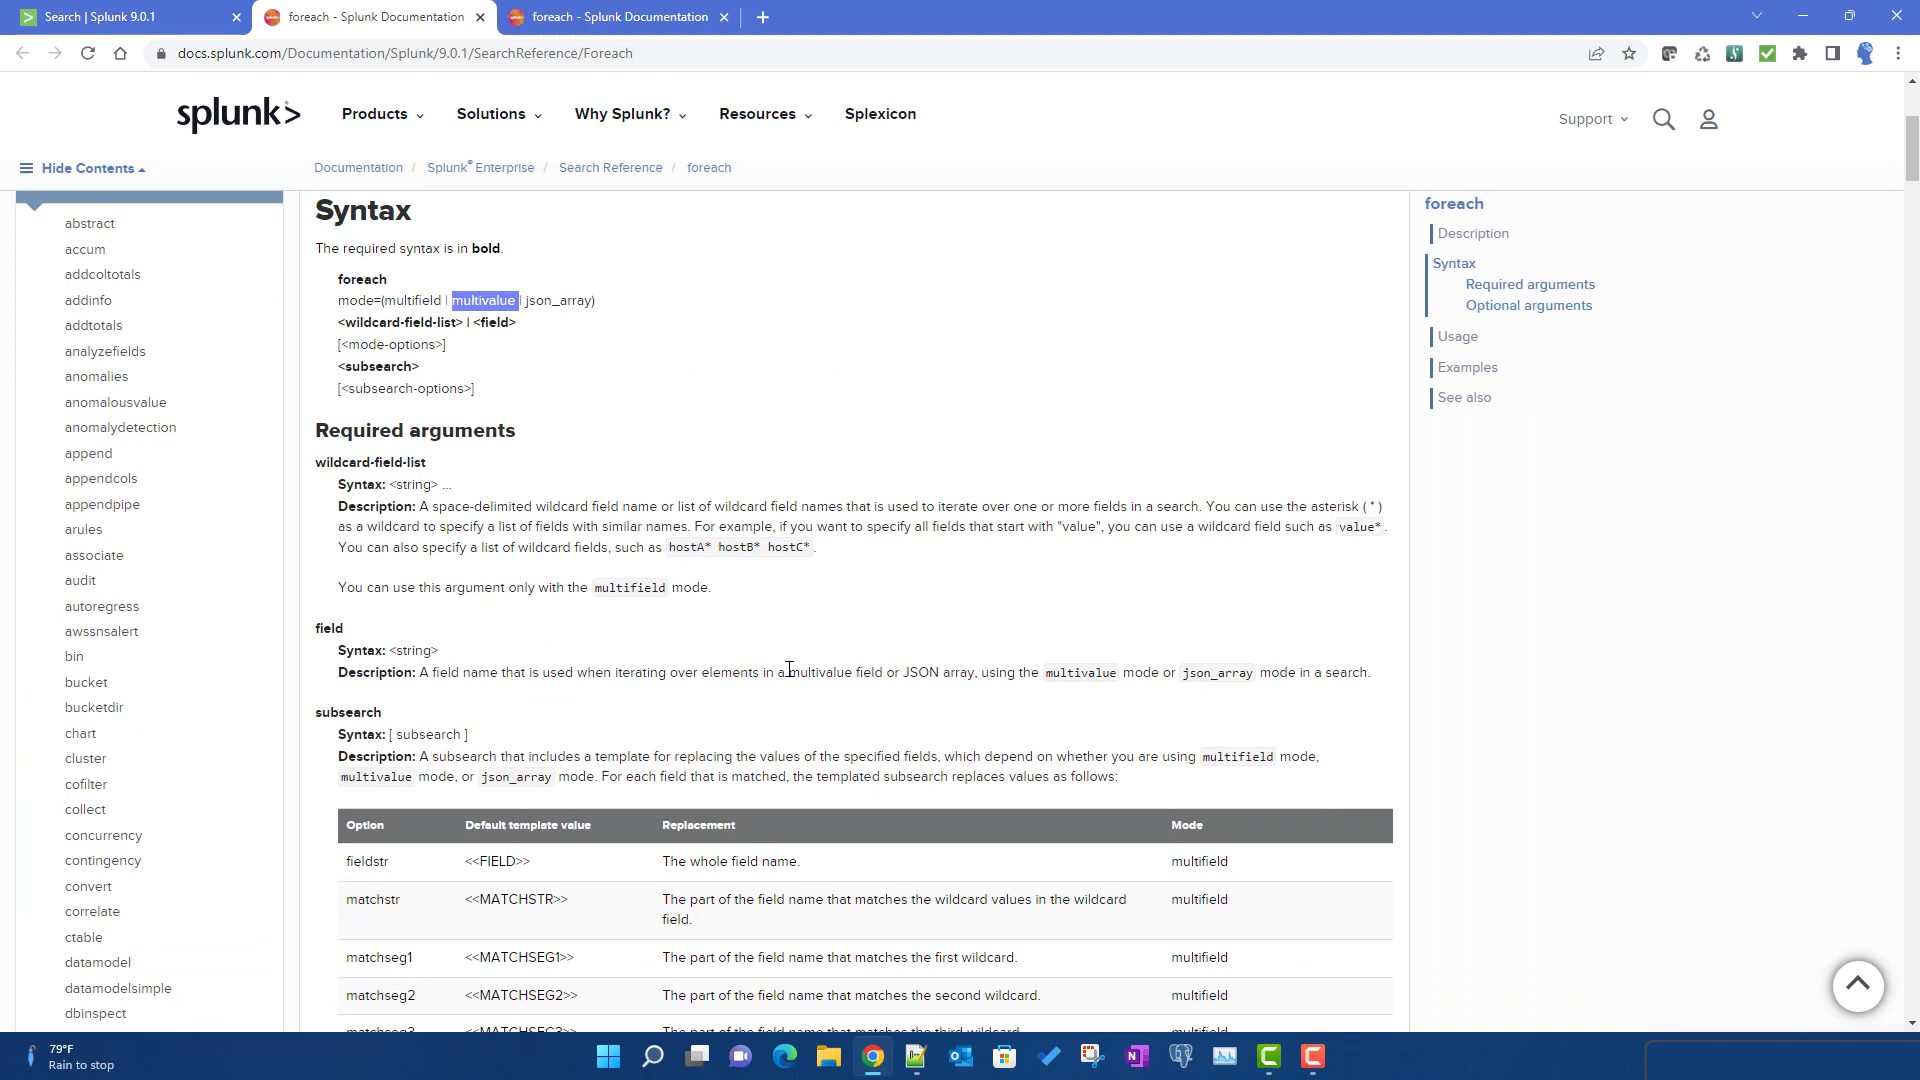 Search | Splunk 9.0.1
foreach - Splunk Documentation
foreach - Splunk Documentation
docs.splunk.com/Documentation/Splunk/9.0.1/SearchReference/Foreach
splunk>
Products
Solutions
Why Splunk?
Resources
Splexicon
Support
Hide Contents
Documentation / Splunk® Enterprise / Search Reference / foreach
abstract
accum
addcoltotals
addinfo
addtotals
analyzefields
anomalies
anomalousvalue
anomalydetection
append
appendcols
appendpipe
arules
associate
audit
autoregress
awssnsalert
bin
bucket
bucketdir
chart
cluster
cofilter
collect
concurrency
contingency
convert
correlate
ctable
datamodel
datamodelsimple
dbinspect
Syntax
The required syntax is in bold.
foreach
mode=(multifield | multivalue | json_array)
<wildcard-field-list> | <field>
[<mode-options>]
<subsearch>
[<subsearch-options>]
Required arguments
wildcard-field-list
Syntax: <string> ...
Description: A space-delimited wildcard field name or list of wildcard field names that is used to iterate over one or more fields in a search. You can use the asterisk ( * )
as a wildcard to specify a list of fields with similar names. For example, if you want to specify all fields that start with "value", you can use a wildcard field such as value* .
You can also specify a list of wildcard fields, such as hostA* hostB* hostC* .
You can use this argument only with the multifield mode.
field
Syntax: <string>
Description: A field name that is used when iterating over elements in a multivalue field or JSON array, using the multivalue mode or json_array mode in a search.
subsearch
Syntax: [ subsearch ]
Description: A subsearch that includes a template for replacing the values of the specified fields, which depend on whether you are using multifield mode,
multivalue mode, or json_array mode. For each field that is matched, the templated subsearch replaces values as follows:
Option Default template value Replacement Mode
fieldstr <<FIELD>> The whole field name. multifield
matchstr <<MATCHSTR>> The part of the field name that matches the wildcard values in the wildcard
field. multifield
matchseg1 <<MATCHSEG1>> The part of the field name that matches the first wildcard. multifield
matchseg2 <<MATCHSEG2>> The part of the field name that matches the second wildcard. multifield
matchseg3 <<MATCHSEG3>> The part of the field name that matches the third wildcard. multifield
foreach
Description
Syntax
Required arguments
Optional arguments
Usage
Examples
See also
79°F
Rain to stop